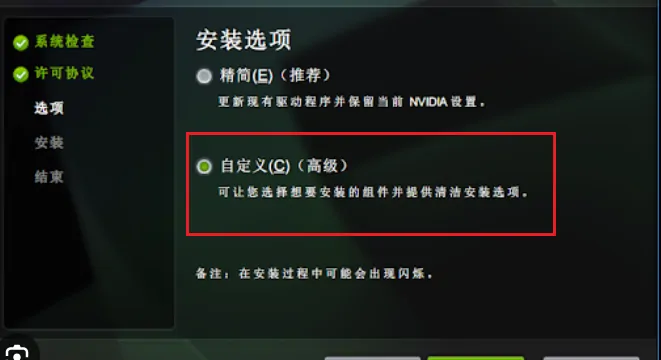 系统检查
许可协议
选项
安装
结束
安装选项
精简(E)（推荐）
更新现有驱动程序并保留当前 NVIDIA 设置。
自定义(C)（高级）
可让您选择想要安装的组件并提供清洁安装选项。
备注：在安装过程中可能会出现闪烁。